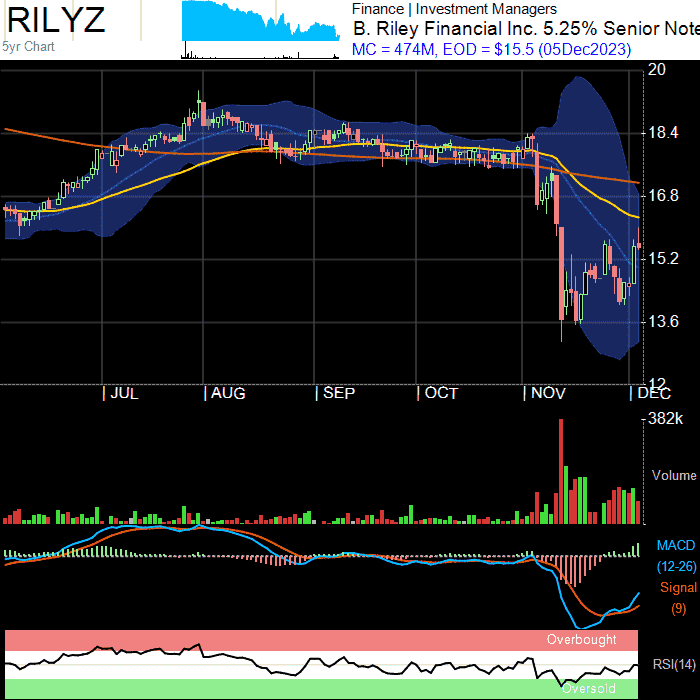 RILYZ
5yr Chart
Finance | Investment Managers
B. Riley Financial Inc. 5.25% Senior Note
MC = 474M, EOD = $15.5 (05Dec2023)
20
18.4
16.8
15.2
13.6
12
JUL AUG SEP OCT NOV DEC
382k
Volume
MACD
(12-26)
Signal
(9)
Overbought
RSI(14)
Oversold